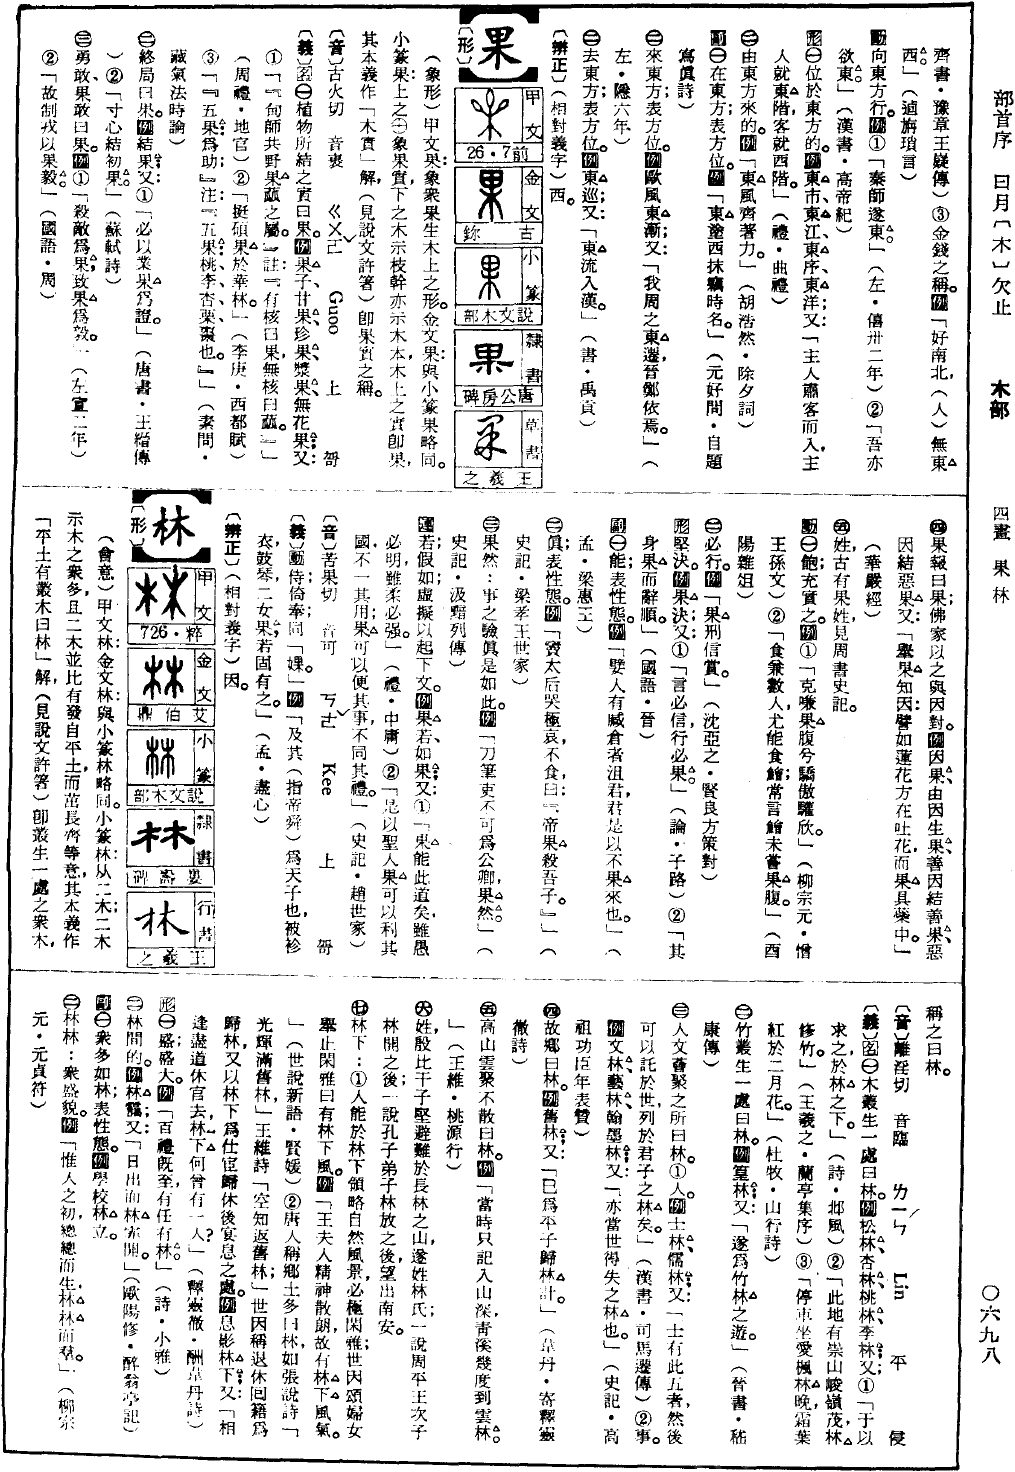 部首序　日月〔木〕欠止　木部　四畫　果林　〇六九八
齊書·豫章王嶷傳）③金錢之稱。例「好南北，（人）無東
西」（遁齋瑣言）
動向東方行。例①「秦師遂東。」（左·僖卅二年）②「吾亦
欲東」（漢書·高帝紀）
形㊀位於東方的。例東市、東江、東序、東洋；又：「主人肅客而入，主
人就東階，客就西階。」（禮·曲禮）
㊁由東方來的。例「東風齊著力」（胡浩然·除夕詞）
副㊀在東方，表方位。例「東塗西抹竊時名。」（元好問·自題
寫眞詩）
㊁來東方，表方位。例歐風東漸；又：「我周之東遷，晉鄭依焉。」（
左·隱六年）
㊂去東方，表方位。例東巡；又：「東流入漢。」（書·禹貢）
〔辨正〕（相對義字）西。
果
〔形〕
甲文　前7·26
金文　古鉨
小篆　說文木部
隸書　唐公房碑
草書　王羲之
（象形）甲文果：象衆果生木上之形。金文果：與小篆果略同。
小篆果：上之⊕象果實，下之木示枝幹，亦示木本，木上之實卽果，
其本義作「木實」解，（見說文許箸）卽果實之稱。
〔音〕古火切　音裹　ㄍㄨㄛˇ　Guoo　上　哿
〔義〕名㊀植物所結之實曰果。例果子、甘果、珍果、漿果、無花果；又：
①「『甸師共野果蓏之屬。』註：『有核曰果，無核曰蓏。』」
（周禮·地官）②「挺碩果於華林。」（李庾·西都賦）
③「『五果爲助』注：『五果：桃、李、杏、栗、棗也。』」（素問·
藏氣法時論）
㊁終局曰果。例結果；又：①「必以業果爲證。」（唐書·王縉傳
）②「寸心結初果。」（蘇軾詩）
㊂勇敢、果敢曰果。例①「殺敵爲果，致果爲毅。」（左宣二年）
②「故制戎以果毅。」（國語·周）
㊃果報曰果，佛家以之與因對。例因果、由因生果、善因結善果、惡
因結惡果；又：「擧果知因，譬如蓮花，方在吐花，而果具藥中。」
（華嚴經）
㊄姓，古有果姓，見周書、史記。
動㊀飽，充實之。例①「克嗛果腹兮，驕傲驩欣。」（柳宗元·憎
王孫文）②「食兼數人，尤能食鱠，常言鱠未嘗果腹。」（酉
陽雜俎）
㊁必行。例「果刑信賞。」（沈亞之·賢良方策對）
形堅決。例果決；又：①「言必信，行必果。」（論·子路）②「其
身果而辭順。」（國語·晉）
副㊀能，表性態。例「嬖人有臧倉者沮君，君是以不果來也。」（
孟·梁惠王）
㊁眞，表性態。例「竇太后哭極哀，不食，曰：『帝果殺吾子。』」（
史記·梁孝王世家）
㊂果然：事之驗眞是如此。例「刀筆吏不可爲公卿，果然。」（
史記·汲黯列傳）
連若、假如，虛擬以起下文。例果若、果如、果；又：①「果能此道矣，雖愚
必明，雖柔必强。」（禮·中庸）②「是以聖人果可以利其
國，不一其用，果可以便其事，不同其禮。」（史記·趙世家）
〔音〕苦果切　音可　ㄎㄜˇ　Kee　上　哿
〔義〕動侍，倚奉，同「婐」。例「及其（指帝舜）爲天子也，被袗
衣，鼓琴，二女果，若固有之。」（孟·盡心）
〔辨正〕（相對義字）因。
林
〔形〕
甲文　粹·726
金文　艾伯鼎
小篆　說文木部
隸書　婁壽碑
行書　王羲之
（會意）甲文林：金文林與小篆林略同。小篆林：从二木，二木
示木之衆多；且二木並比，有發自平土而茁長齊等意，其本義作
「平土有叢木曰林」解，（見說文許箸）卽叢生一處之衆木，
稱之曰林。
〔音〕離淫切　音臨　ㄌㄧㄣˊ　Lin　平　侵
〔義〕名㊀木叢生一處曰林。例松林、杏林、桃林、李林；又：①「于以
求之，於林之下。」（詩·邶風）②「此地有崇山峻嶺，茂林
修竹。」（王羲之·蘭亭集序）③「停車坐愛楓林晚，霜葉
紅於二月花。」（杜牧·山行詩）
㊁竹叢生一處曰林。例篁林；又：「遂爲竹林之遊。」（晉書·嵇
康傳）
㊂人文薈聚之所曰林。①人。例士林、儒林；又：「士有此五者，然後
可以託於世，列於君子之林矣。」（漢書·司馬遷傳）②事。
例文林、藝林、翰墨林；又：「亦當世得失之林也。」（史記·高
祖功臣年表贊）
㊃故鄉曰林。例舊林；又：「已爲平子歸林計。」（韋丹·寄釋靈
徹詩）
㊄高山雲聚不散曰林。例「當時只記入山深，靑溪幾度到雲林。
」（王維·桃源行）
㊅姓，殷比干子堅避難於長林之山，遂姓林氏。一說周平王次子
林開之後；一說孔子弟子林放之後，望出南安。
㊆林下：①人能於林下領略自然風景，必極閑雅，世因頌婦女
擧止閑雅曰有林下風。例「王夫人精神散朗，故有林下風氣。
」（世說新語·賢媛）②唐人稱鄉土多曰林，如張說詩「
光輝滿舊林」、王維詩「空知返舊林」，世因稱退休回籍爲
歸林，又以林下爲仕宦歸休後宴息之處。例息影林下；又：「相
逢盡道休官去，林下何曾有一人？」（釋靈徹·酬韋丹詩）
形㊀盛，盛大。例「百禮旣至，有任有林。」（詩·小雅）
㊁林間的。例林靄；又：「日出而林霏開。」（歐陽修·醉翁亭記）
副㊀衆多如林，表性態。例學校林立。
㊁林林：衆盛貌。例「惟人之初，總總而生，林林而羣。」（柳宗
元·元貞符）